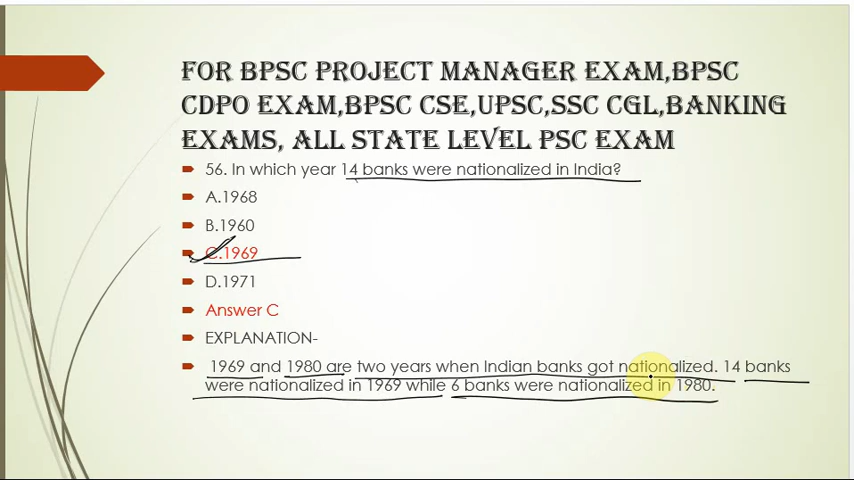 FOR BPSC PROJECT MANAGER EXAM,BPSC
CDPO EXAM,BPSC CSE,UPSC,SSC CGL,BANKING
EXAMS, ALL STATE LEVEL PSC EXAM
56. In which year 14 banks were nationalized in India?
A.1968
B.1960
C.1969
D.1971
Answer C
EXPLANATION-
1969 and 1980 are two years when Indian banks got nationalized. 14 banks
were nationalized in 1969 while 6 banks were nationalized in 1980.